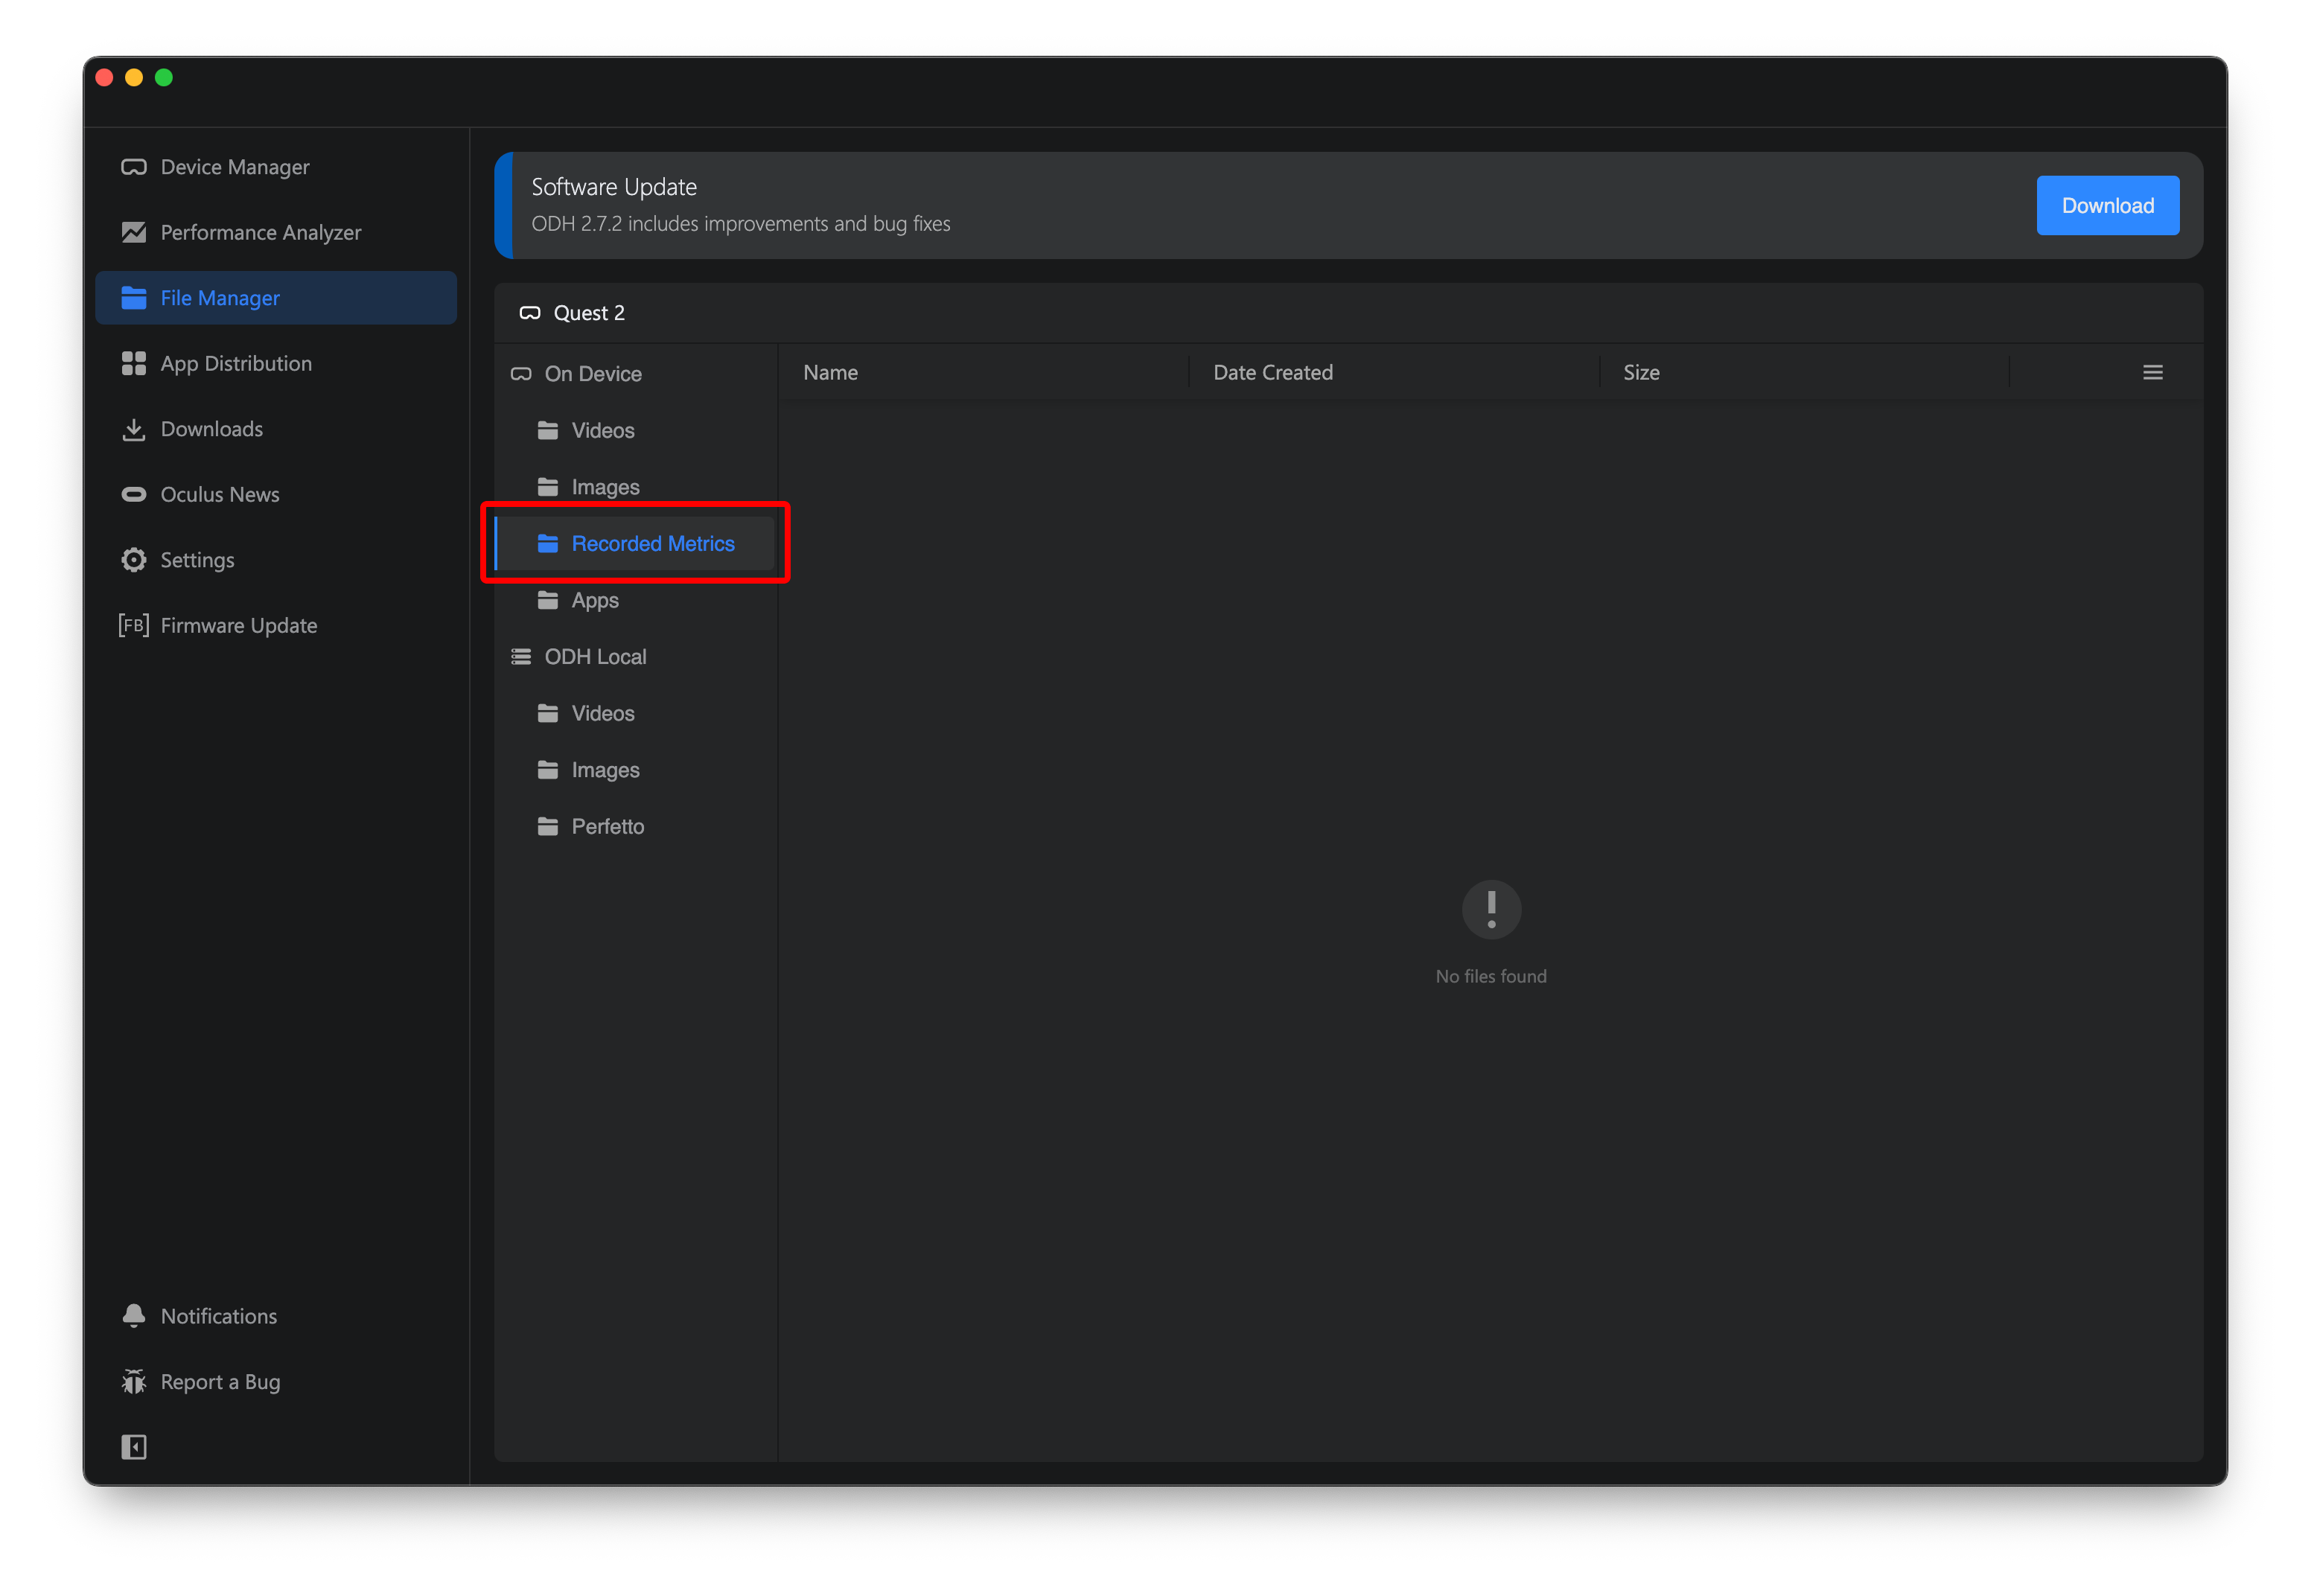 Device Manager
Performance Analyzer
File Manager
App Distribution
Downloads
Oculus News
Settings
[FB] Firmware Update
Notifications
Report a Bug
Software Update
ODH 2.7.2 includes improvements and bug fixes
Download
Quest 2
On Device
Videos
Images
Recorded Metrics
Apps
ODH Local
Videos
Images
Perfetto
Name Date Created Size
No files found